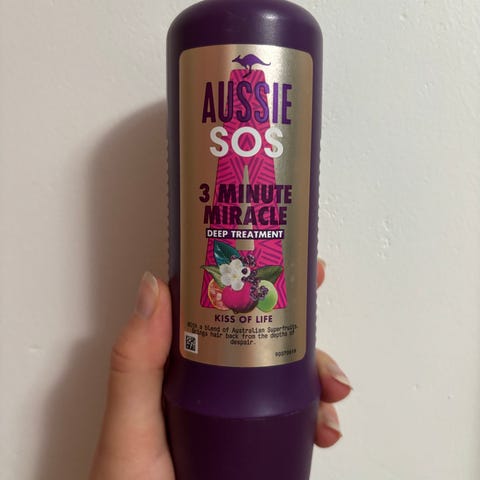 AUSSIE
SOS
3 MINUTE
MIRACLE
DEEP TREATMENT
KISS OF LIFE
With a blend of Australian Superfruits.
Brings hair back from the depths of
despair.